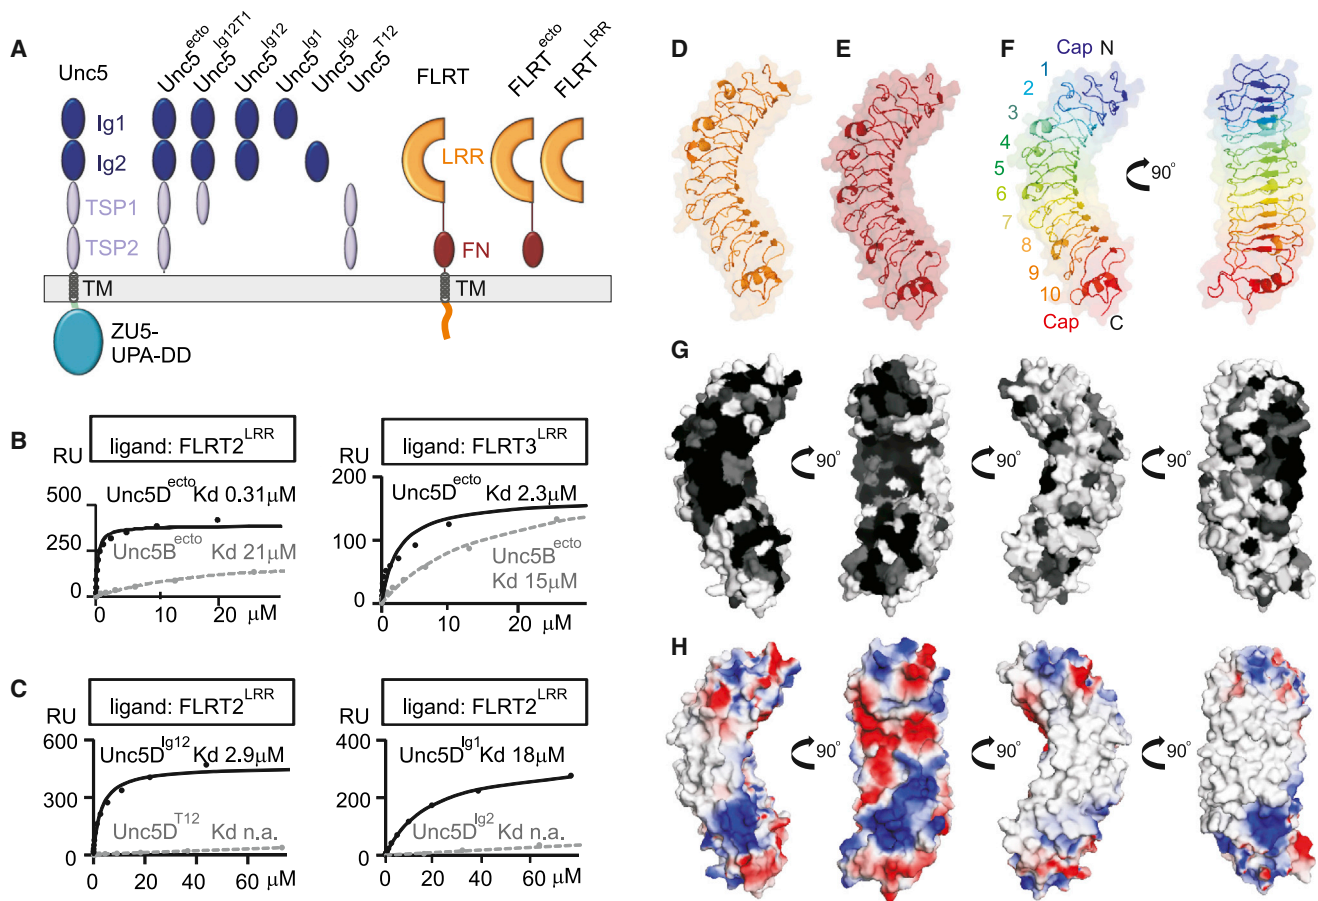 A
Unc5
Unc5ecto
Unc5Ig12T1
Unc5Ig12
Unc5Ig1
Unc5Ig2
Unc5T12
FLRT
FLRTecto
FLRTLRR
Ig1
Ig2
TSP1
TSP2
LRR
FN
TM
TM
ZU5-
UPA-DD
B
RU
ligand: FLRT2LRR
500
250
0
Unc5Decto Kd 0.31μM
Unc5Becto Kd 21μM
0 10 20 μM
RU
ligand: FLRT3LRR
200
100
0
Unc5Decto Kd 2.3μM
Unc5Becto
Kd 15μM
0 20 μM
C
RU
ligand: FLRT2LRR
600
300
0
Unc5DIg12 Kd 2.9μM
Unc5DT12 Kd n.a.
0 20 40 60 μM
RU
ligand: FLRT2LRR
400
200
0
Unc5DIg1 Kd 18μM
Unc5DIg2 Kd n.a.
0 20 40 60 μM
D
E
F
Cap N
1
2
3
4
5
6
7
8
9
10
Cap C
90°
G
90°
90°
90°
H
90°
90°
90°